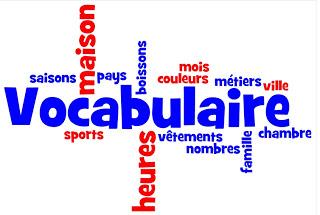 maison
boissons
mois
saisons
pays
couleurs
métiers
ville
Vocabulaire
sports
heures
vêtements
chambre
nombres
famille